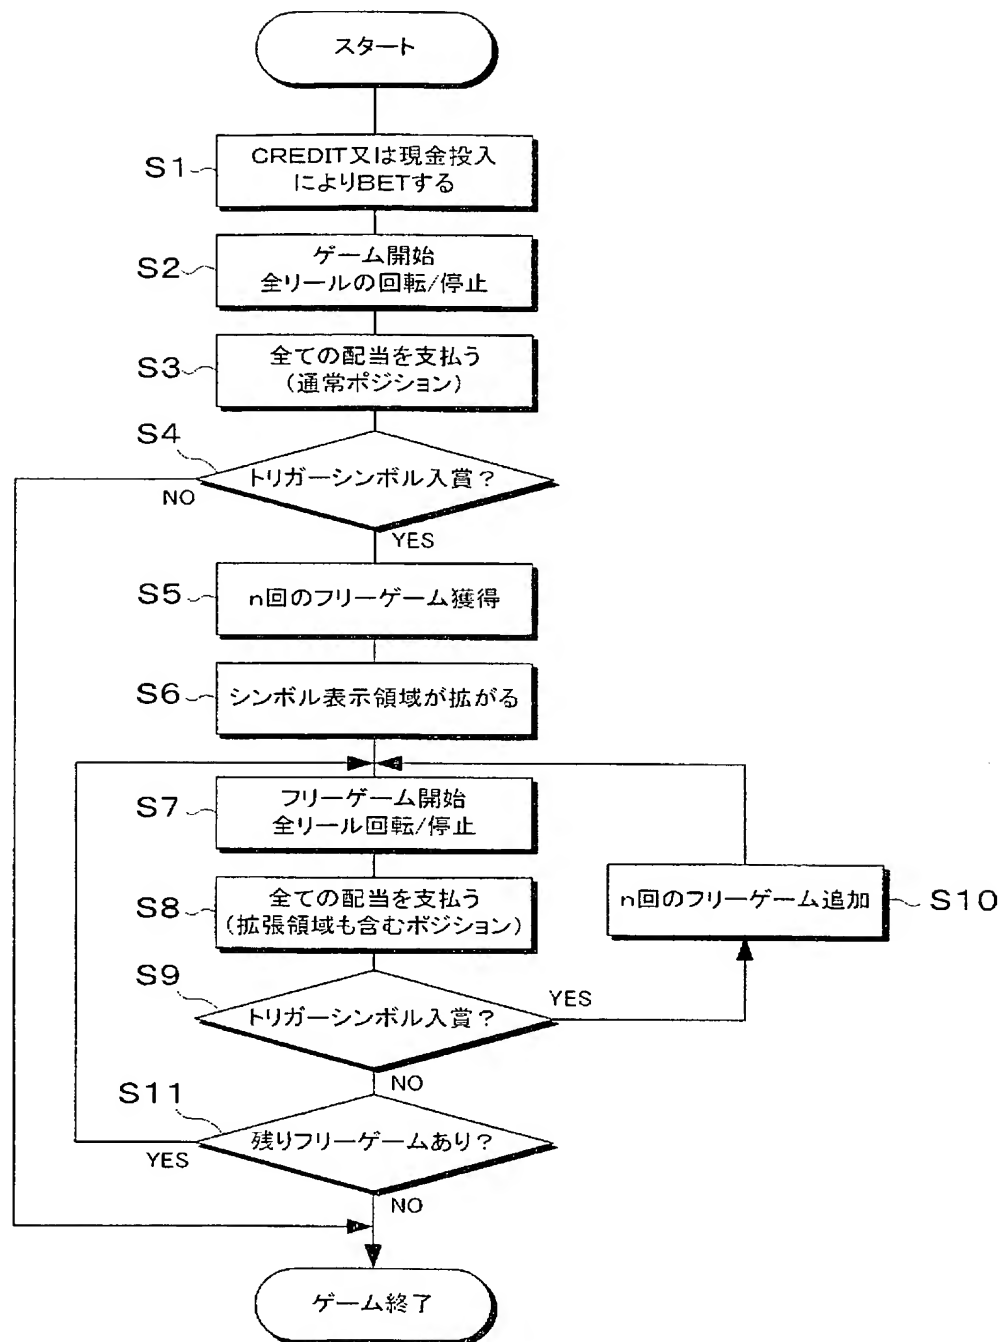 スタート
S1
CREDIT又は現金投入
によりBETする
S2
ゲーム開始
全リールの回転/停止
S3
全ての配当を支払う
(通常ポジション)
S4
トリガーシンボル入賞?
NO
YES
S5
n回のフリーゲーム獲得
S6
シンボル表示領域が拡がる
S7
フリーゲーム開始
全リール回転/停止
S8
全ての配当を支払う
(拡張領域も含むポジション)
n回のフリーゲーム追加
S10
S9
トリガーシンボル入賞?
YES
NO
S11
残りフリーゲームあり?
YES
NO
ゲーム終了